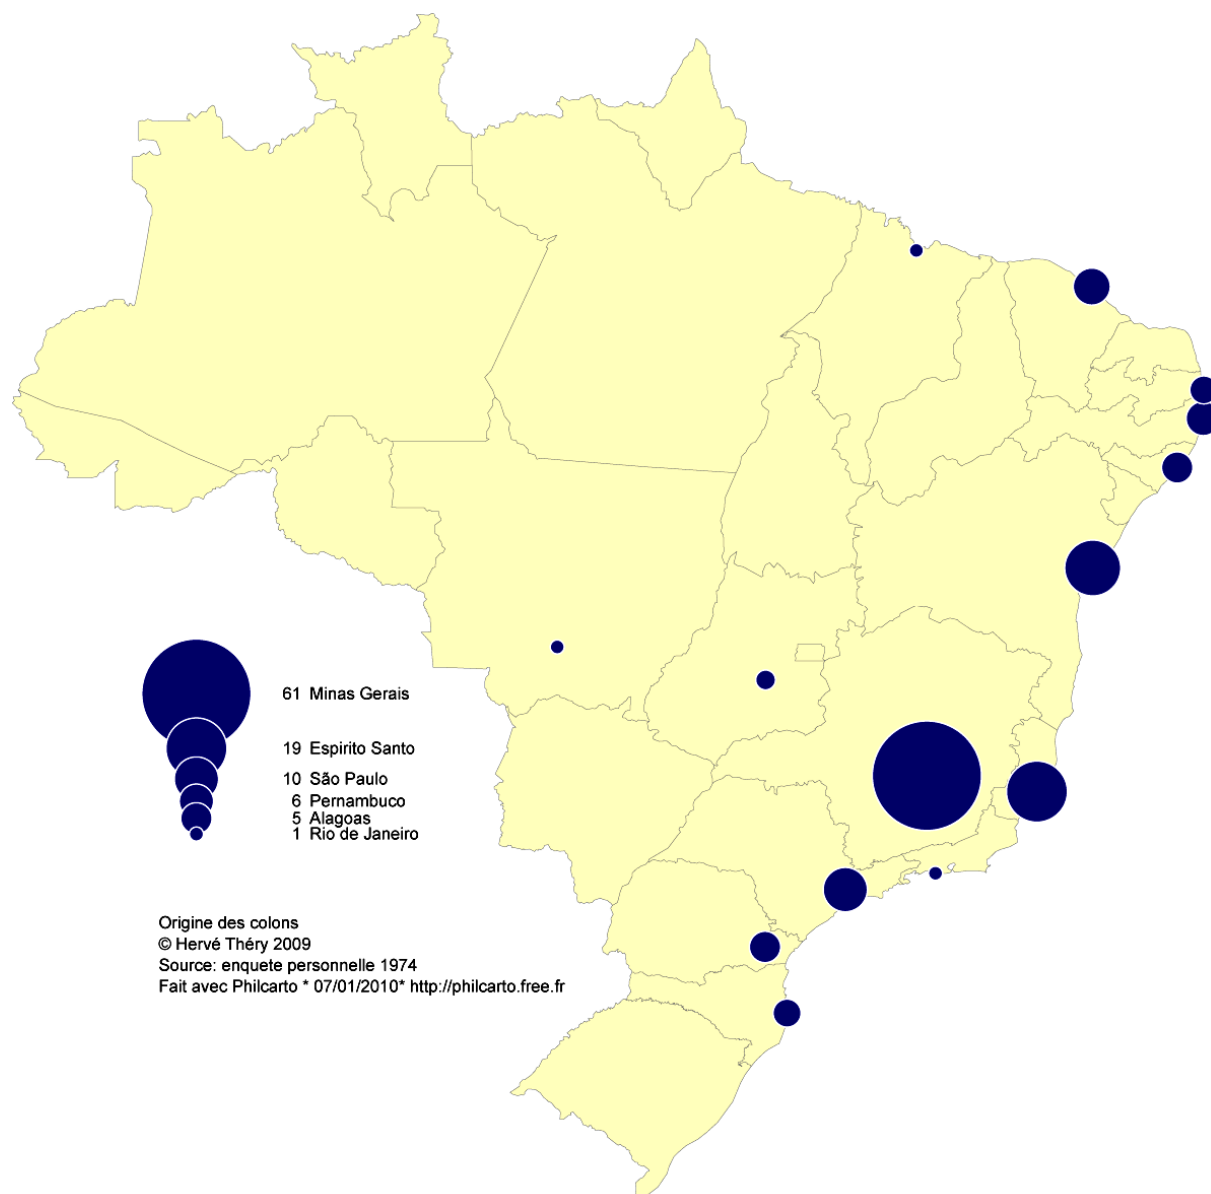 61 Minas Gerais
19 Espirito Santo
10 São Paulo
6 Pernambuco
5 Alagoas
1 Rio de Janeiro
Origine des colons
© Hervé Théry 2009
Source: enquete personnelle 1974
Fait avec Philcarto * 07/01/2010* http://philcarto.free.fr